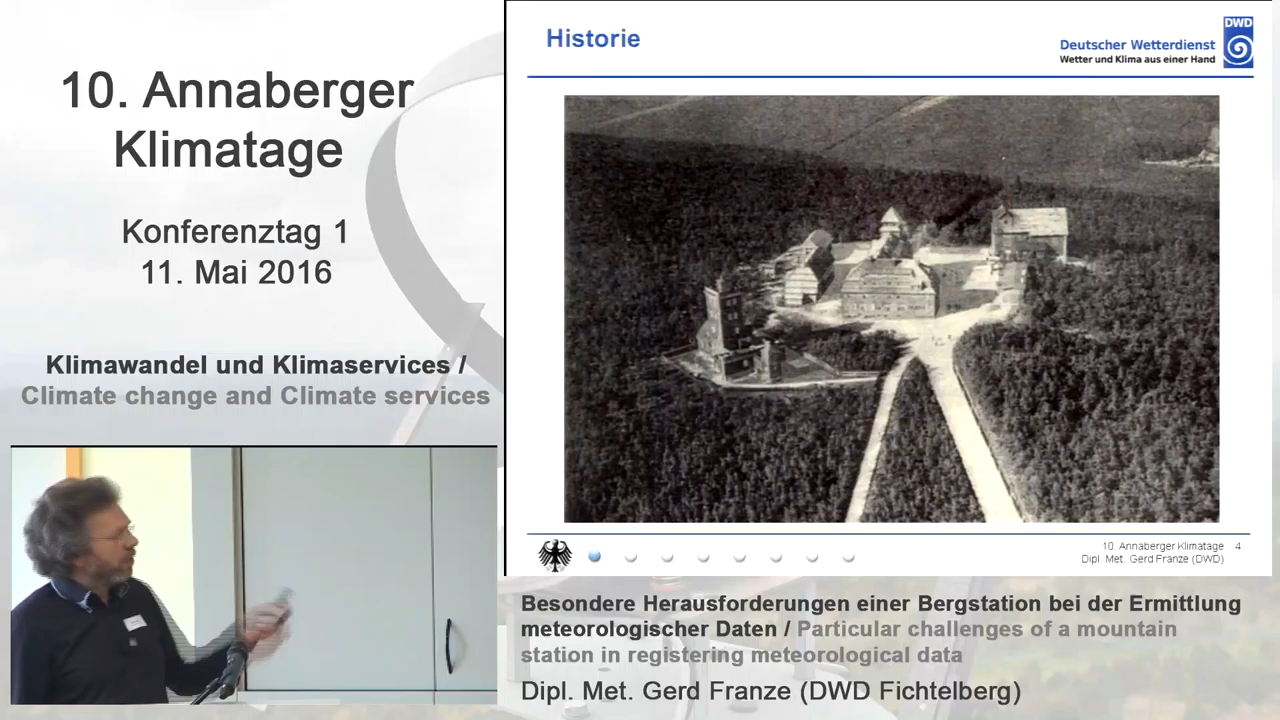 10. Annaberger
Klimatage
Konferenztag 1
11. Mai 2016
Klimawandel und Klimaservices /
Climate change and Climate services
Historie
DWD
Deutscher Wetterdienst
Wetter und Klima aus einer Hand
10. Annaberger Klimatage 4
Dipl. Met. Gerd Franze (DWD)
Besondere Herausforderungen einer Bergstation bei der Ermittlung
meteorologischer Daten / Particular challenges of a mountain
station in registering meteorological data
Dipl. Met. Gerd Franze (DWD Fichtelberg)